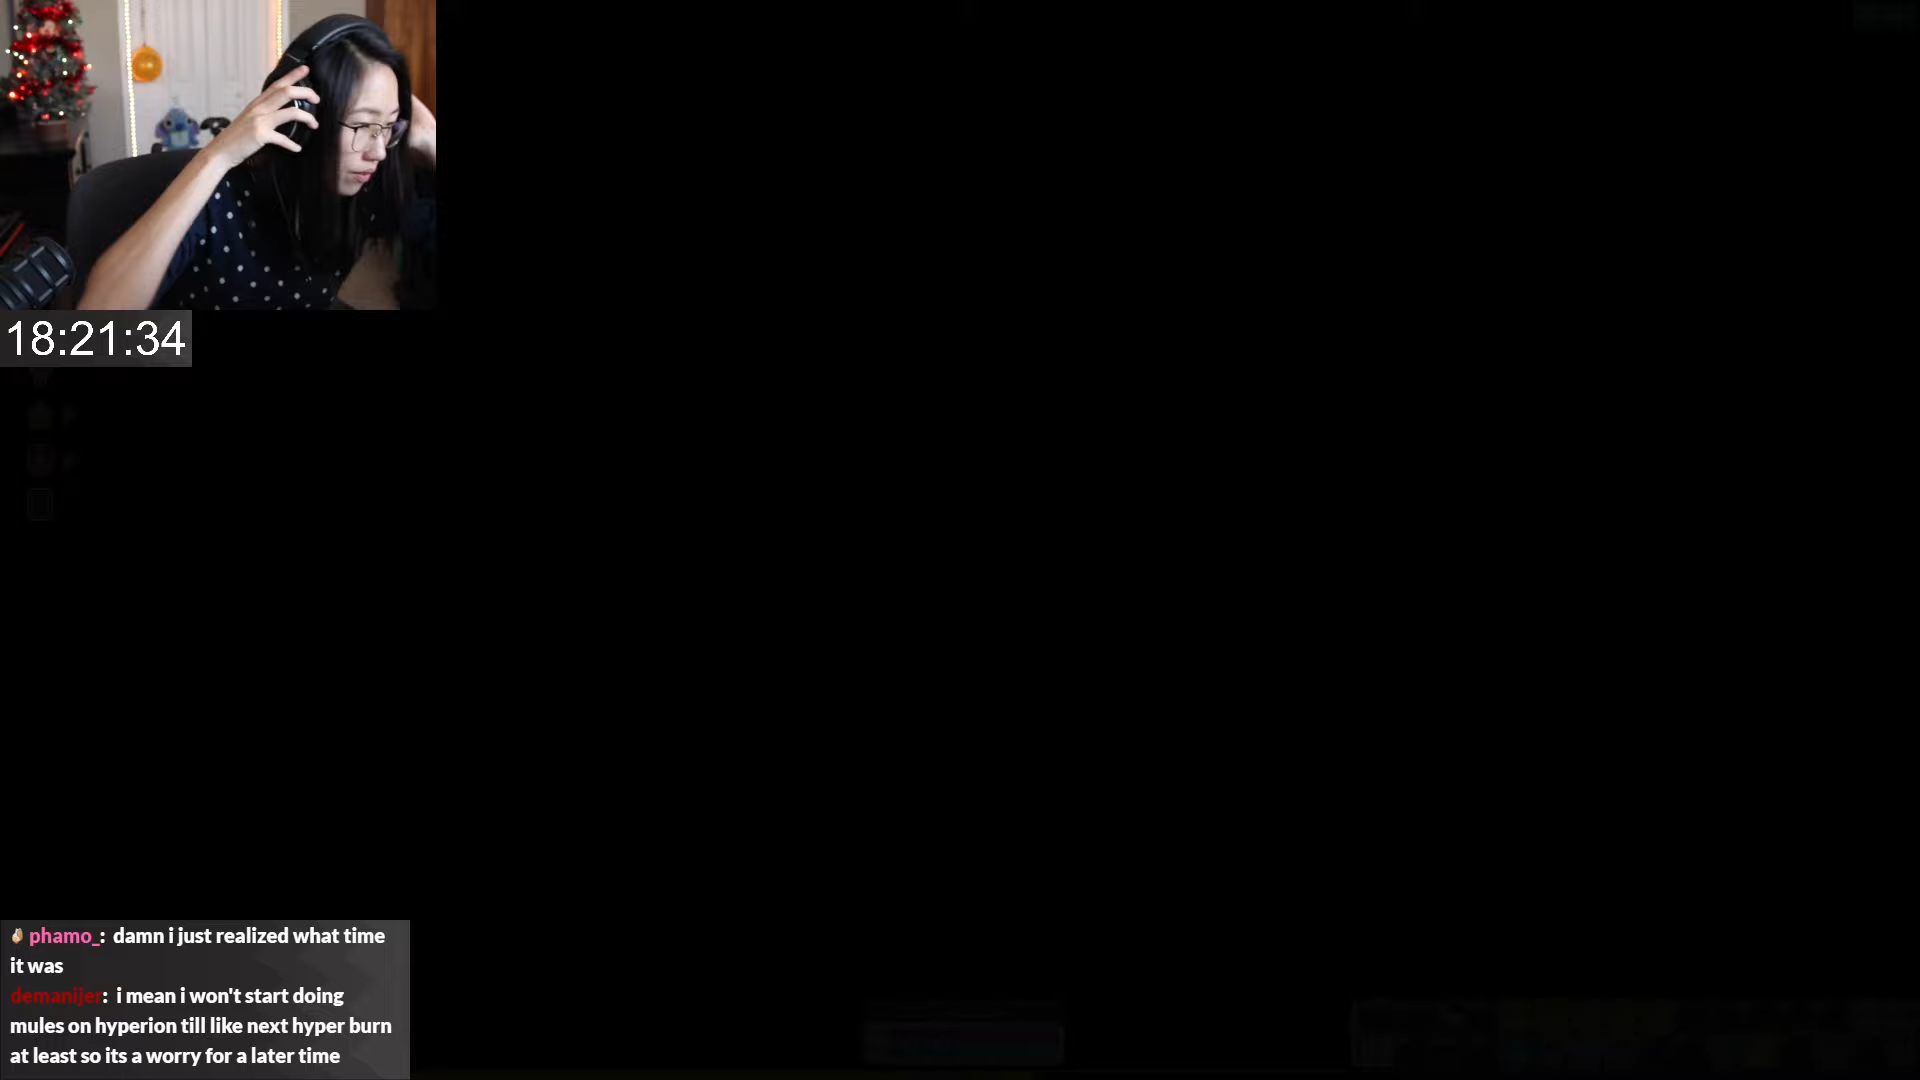 18:21:34
phamo_: damn i just realized what time
it was
demanijer: i mean i won't start doing
mules on hyperion till like next hyper burn
at least so its a worry for a later time